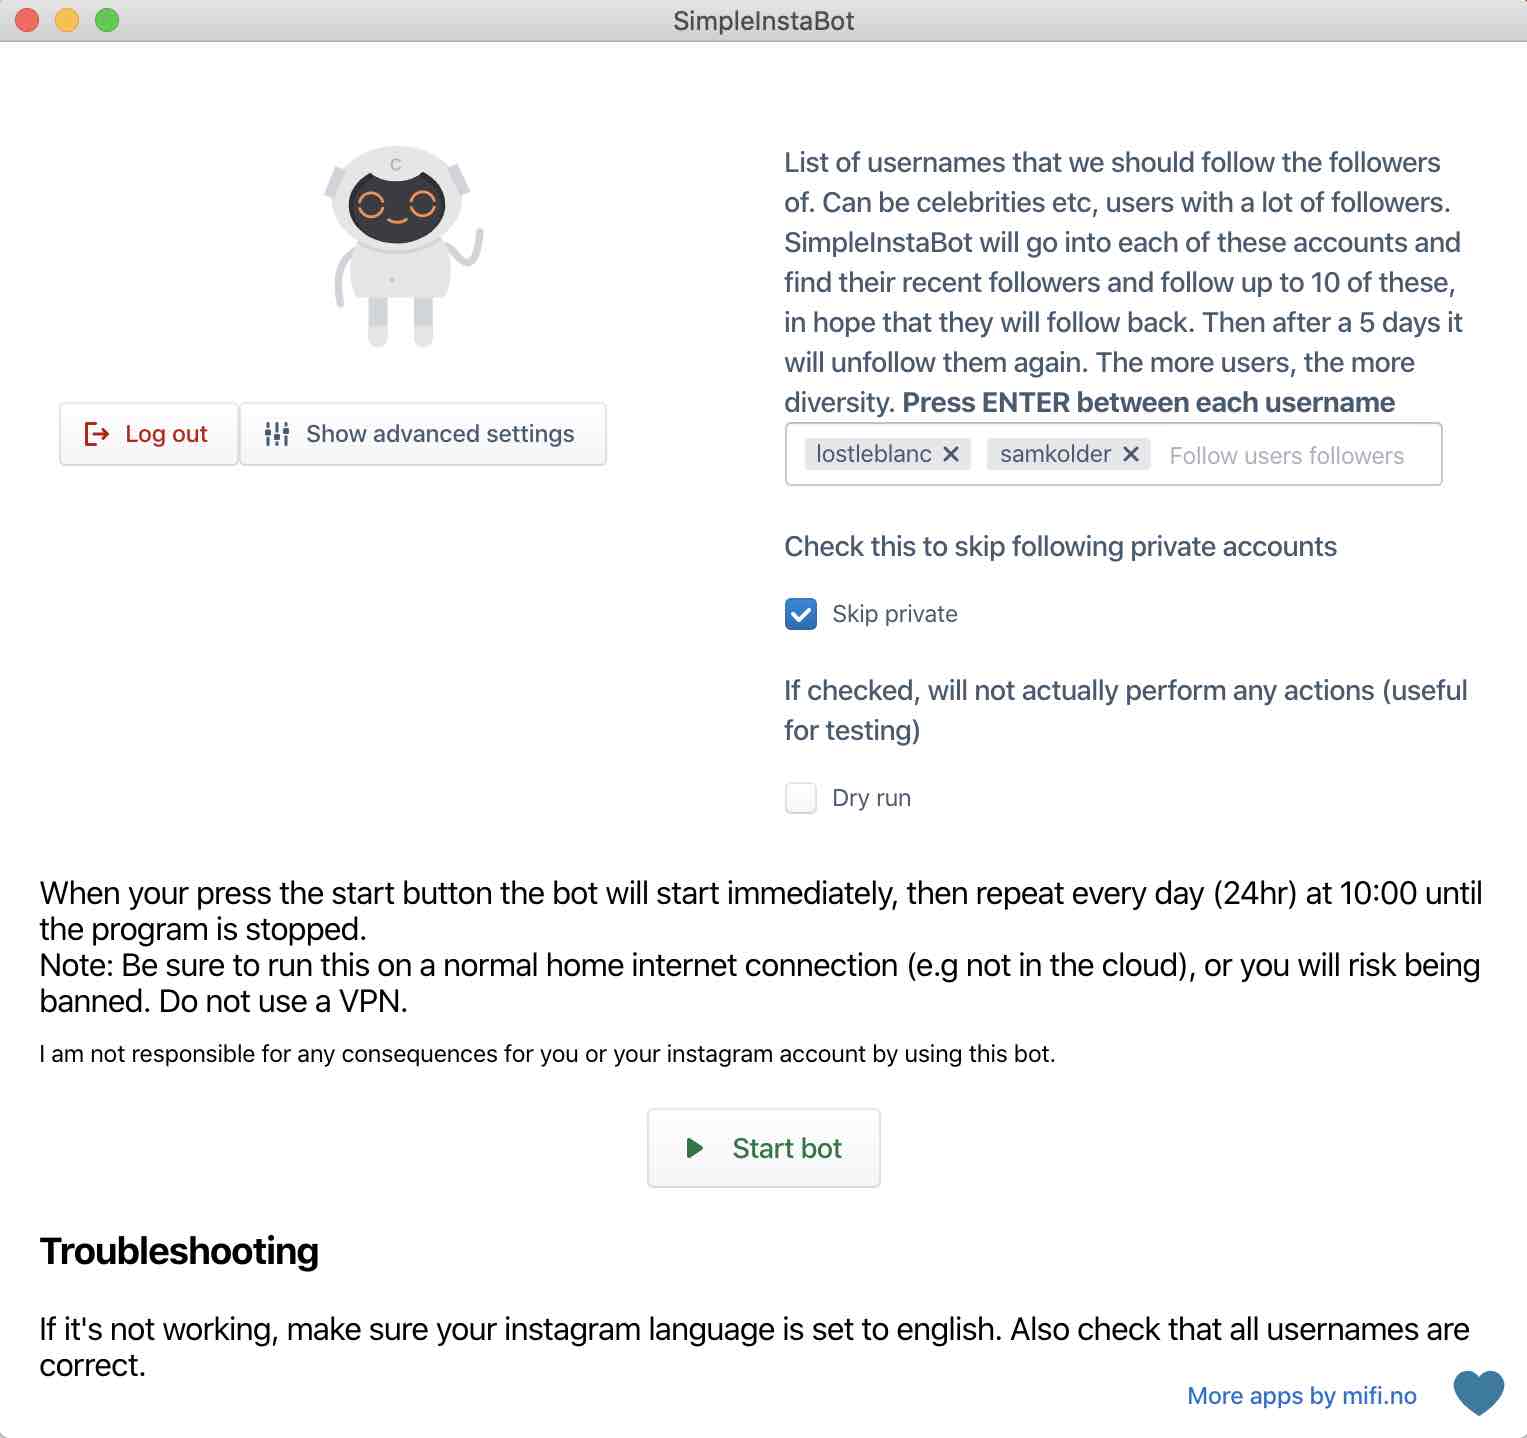 SimpleInstaBot
C
List of usernames that we should follow the followers
of. Can be celebrities etc, users with a lot of followers.
SimpleInstaBot will go into each of these accounts and
find their recent followers and follow up to 10 of these,
in hope that they will follow back. Then after a 5 days it
will unfollow them again. The more users, the more
diversity. Press ENTER between each username
Log out
Show advanced settings
lostleblanc
samkolder
Follow users followers
Check this to skip following private accounts
Skip private
If checked, will not actually perform any actions (useful
for testing)
Dry run
When your press the start button the bot will start immediately, then repeat every day (24hr) at 10:00 until
the program is stopped.
Note: Be sure to run this on a normal home internet connection (e.g not in the cloud), or you will risk being
banned. Do not use a VPN.
I am not responsible for any consequences for you or your instagram account by using this bot.
Start bot
Troubleshooting
If it's not working, make sure your instagram language is set to english. Also check that all usernames are
correct.
More apps by mifi.no